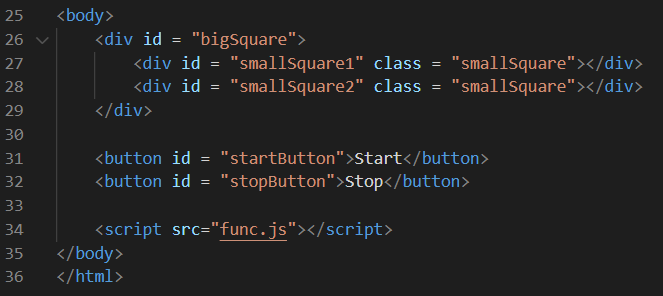 25 <body>
26 <div id = "bigSquare">
27 <div id = "smallSquare1" class = "smallSquare"></div>
28 <div id = "smallSquare2" class = "smallSquare"></div>
29 </div>
30
31 <button id = "startButton">Start</button>
32 <button id = "stopButton">Stop</button>
33
34 <script src="func.js"></script>
35 </body>
36 </html>